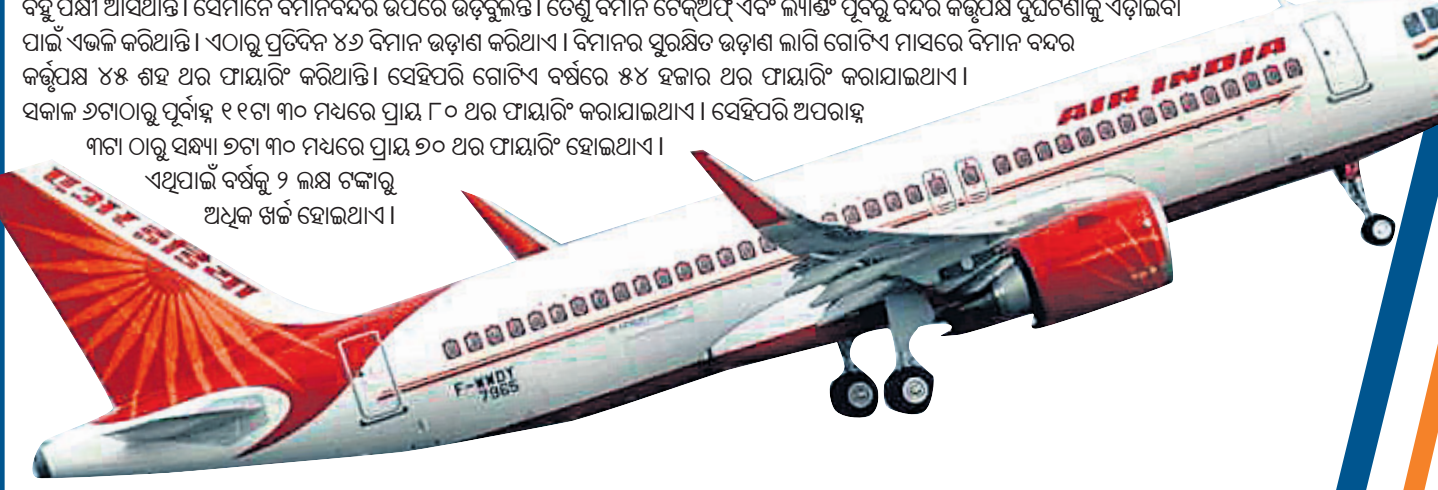 ବହୁ ପକ୍ଷୀ ଆସିଥାନ୍ତି । ସେମାନେ ବିମାନବନ୍ଦର ଉପରେ ଉଡ଼ିବୁଲନ୍ତି । ତେଣୁ ବିମାନ ଟେକ୍‌ଅଫ୍ ଏବଂ ଲ୍ୟାଣ୍ଡିଂ ପୂର୍ବରୁ ବନ୍ଦର କର୍ତ୍ତୃପକ୍ଷ ଦୁର୍ଘଟଣାକୁ ଏଡ଼ାଇବା
ପାଇଁ ଏଭଳି କରିଥାନ୍ତି । ଏଠାରୁ ପ୍ରତିଦିନ ୪୬ ବିମାନ ଉଡ଼ାଣ କରିଥାଏ । ବିମାନର ସୁରକ୍ଷିତ ଉଡ଼ାଣ ଲାଗି ଗୋଟିଏ ମାସରେ ବିମାନ ବନ୍ଦର
କର୍ତ୍ତୃପକ୍ଷ ୪୫ ଶହ ଥର ଫାୟାରିଂ କରିଥାନ୍ତି । ସେହିପରି ଗୋଟିଏ ବର୍ଷରେ ୫୪ ହଜାର ଥର ଫାୟାରିଂ କରାଯାଇଥାଏ ।
ସକାଳ ୬ଟାଠାରୁ ପୂର୍ବାହ୍ନ ୧୧ଟା ୩୦ ମଧ୍ୟରେ ପ୍ରାୟ ୮୦ ଥର ଫାୟାରିଂ କରାଯାଇଥାଏ । ସେହିପରି ଅପରାହ୍ନ
୩ଟା ଠାରୁ ସନ୍ଧ୍ୟା ୭ଟା ୩୦ ମଧ୍ୟରେ ପ୍ରାୟ ୭୦ ଥର ଫାୟାରିଂ ହୋଇଥାଏ ।
ଏଥିପାଇଁ ବର୍ଷକୁ ୨ ଲକ୍ଷ ଟଙ୍କାରୁ
ଅଧିକ ଖର୍ଚ୍ଚ ହୋଇଥାଏ ।
AIR INDIA
एअर इंडिया
F-WWDY
7965